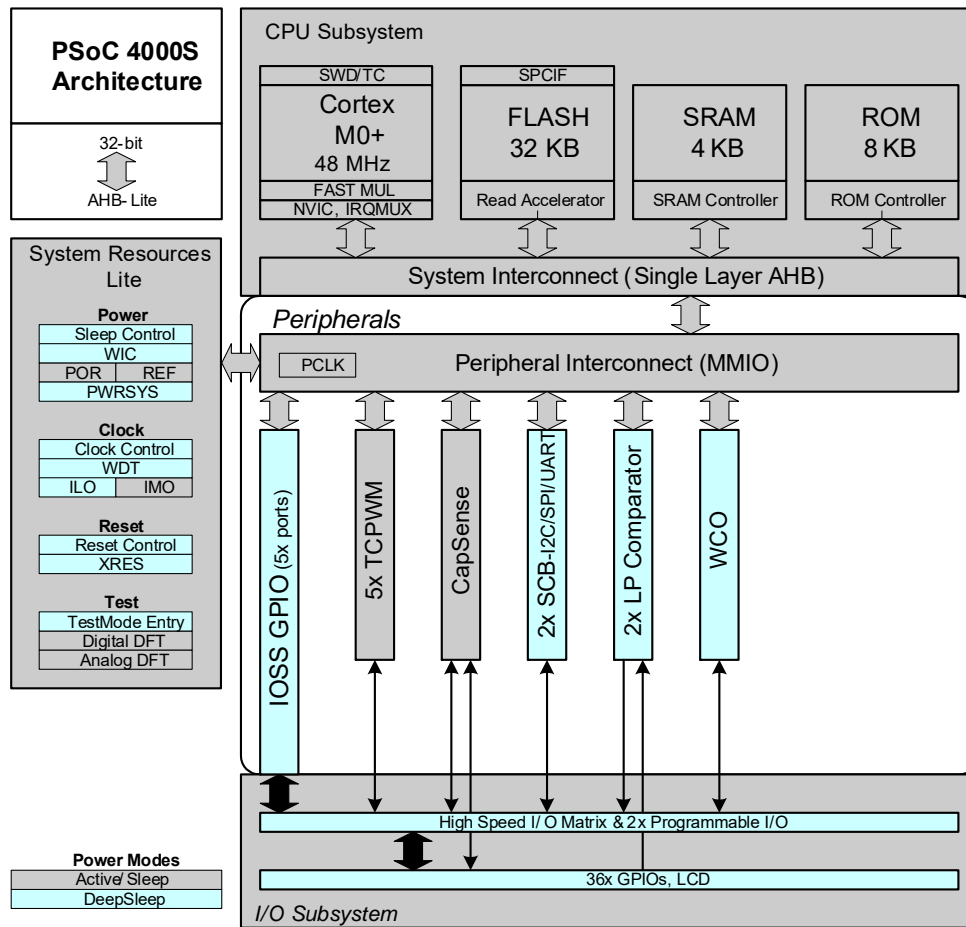 PSoC 4000S
Architecture
32-bit
AHB-Lite
CPU Subsystem
SWD/TC
Cortex
M0+
48 MHz
FAST MUL
NVIC, IRQMUX
SPCIF
FLASH
32 KB
Read Accelerator
SRAM
4 KB
SRAM Controller
ROM
8 KB
ROM Controller
System Interconnect (Single Layer AHB)
System Resources
Lite
Power
Sleep Control
WIC
POR REF
PWRSYS
Clock
Clock Control
WDT
ILO IMO
Reset
Reset Control
XRES
Test
TestMode Entry
Digital DFT
Analog DFT
Peripherals
PCLK
Peripheral Interconnect (MMIO)
IOSS GPIO (5x ports)
5x TCPWM
CapSense
2x SCB-I2C/SPI/UART
2x LP Comparator
WCO
High Speed I/O Matrix & 2x Programmable I/O
36x GPIOs, LCD
I/O Subsystem
Power Modes
Active/Sleep
DeepSleep